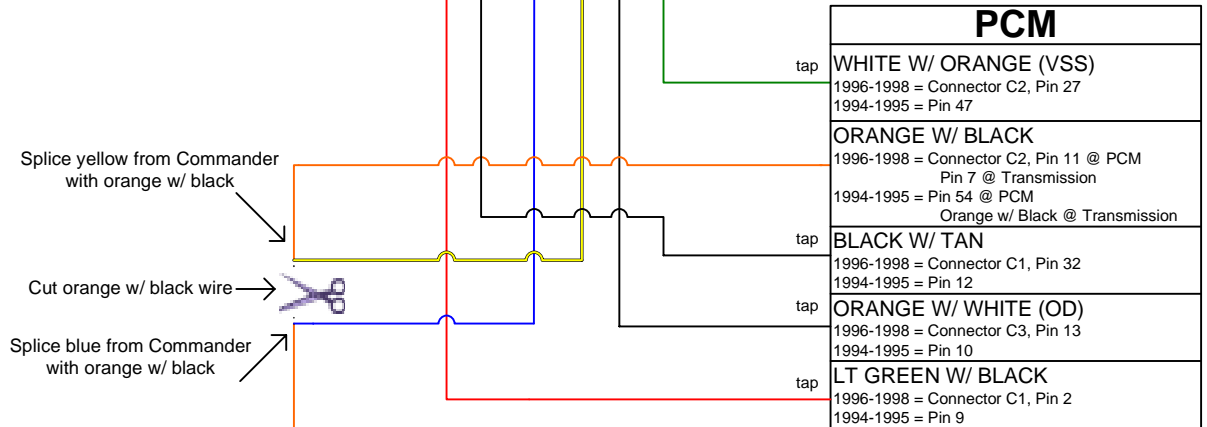 PCM
tap
WHITE W/ ORANGE (VSS)
1996-1998 = Connector C2, Pin 27
1994-1995 = Pin 47
ORANGE W/ BLACK
1996-1998 = Connector C2, Pin 11 @ PCM
Pin 7 @ Transmission
1994-1995 = Pin 54 @ PCM
Orange w/ Black @ Transmission
tap
BLACK W/ TAN
1996-1998 = Connector C1, Pin 32
1994-1995 = Pin 12
tap
ORANGE W/ WHITE (OD)
1996-1998 = Connector C3, Pin 13
1994-1995 = Pin 10
tap
LT GREEN W/ BLACK
1996-1998 = Connector C1, Pin 2
1994-1995 = Pin 9
Splice yellow from Commander
with orange w/ black
Cut orange w/ black wire
Splice blue from Commander
with orange w/ black